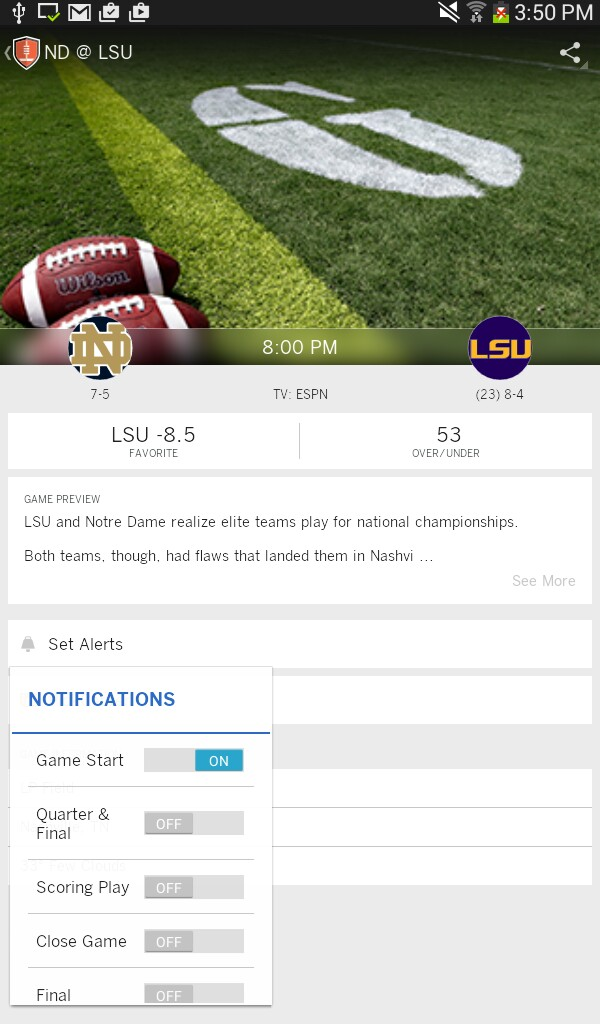 3:50 PM
ND @ LSU
Wilson
ND
8:00 PM
LSU
7-5
TV: ESPN
(23) 8-4
LSU -8.5
53
FAVORITE
OVER/UNDER
GAME PREVIEW
LSU and Notre Dame realize elite teams play for national championships.
Both teams, though, had flaws that landed them in Nashvi ...
See More
Set Alerts
NOTIFICATIONS
Game Start
ON
Quarter &
Final
OFF
Scoring Play
OFF
Close Game
OFF
Final
OFF